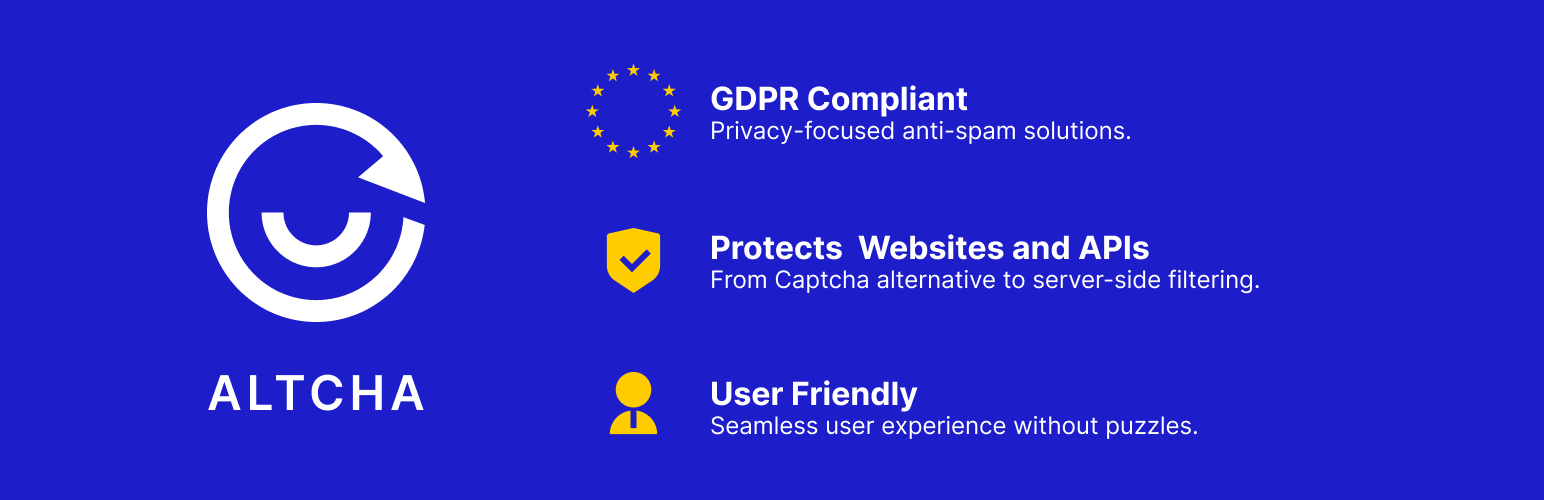 ALTCHA
GDPR Compliant
Privacy-focused anti-spam solutions.
Protects  Websites and APIs
From Captcha alternative to server-side filtering.
User Friendly
Seamless user experience without puzzles.